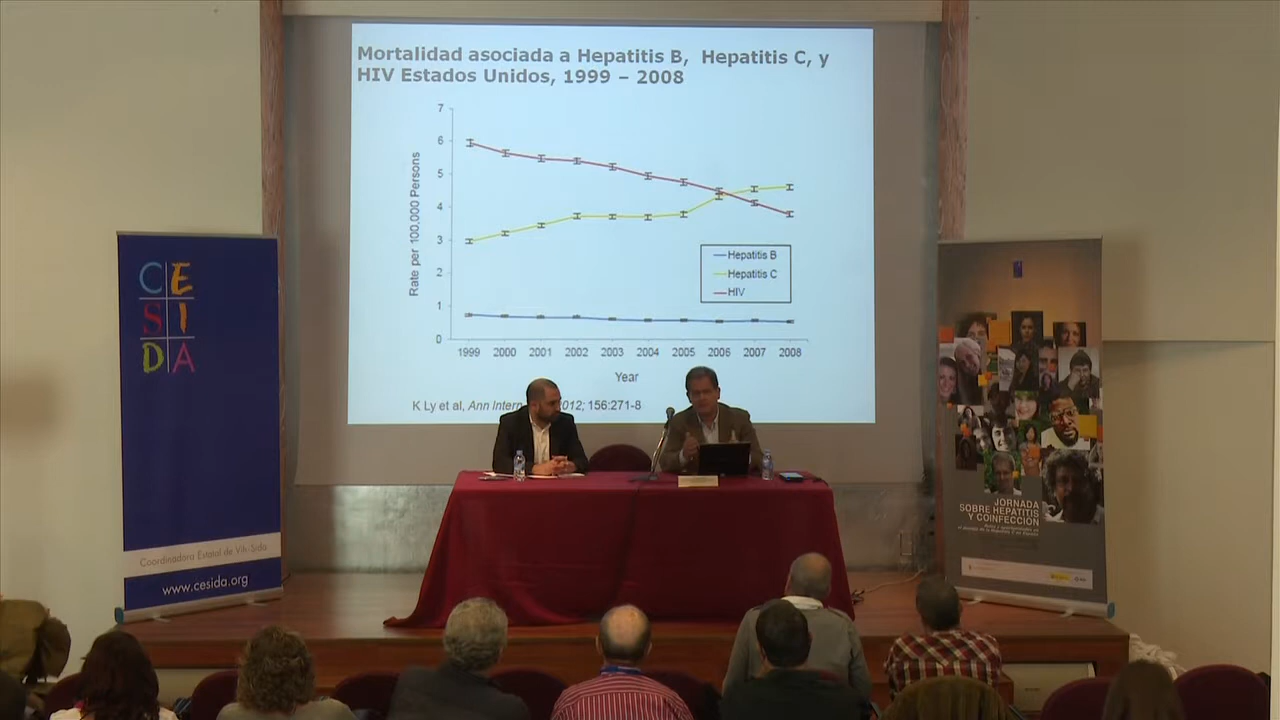 Mortalidad asociada a Hepatitis B, Hepatitis C, y
HIV Estados Unidos, 1999 – 2008
7
6
5
4
3
2
1
0
Rate per 100,000 Persons
Hepatitis B
Hepatitis C
HIV
1999 2000 2001 2002 2003 2004 2005 2006 2007 2008
Year
K Ly et al, Ann Intern 2012; 156:271-8
CE
SI
DA
Coordinadora Estatal de Vih-Sida
www.cesida.org
JORNADA
SOBRE HEPATITIS
Y COINFECCIÓN